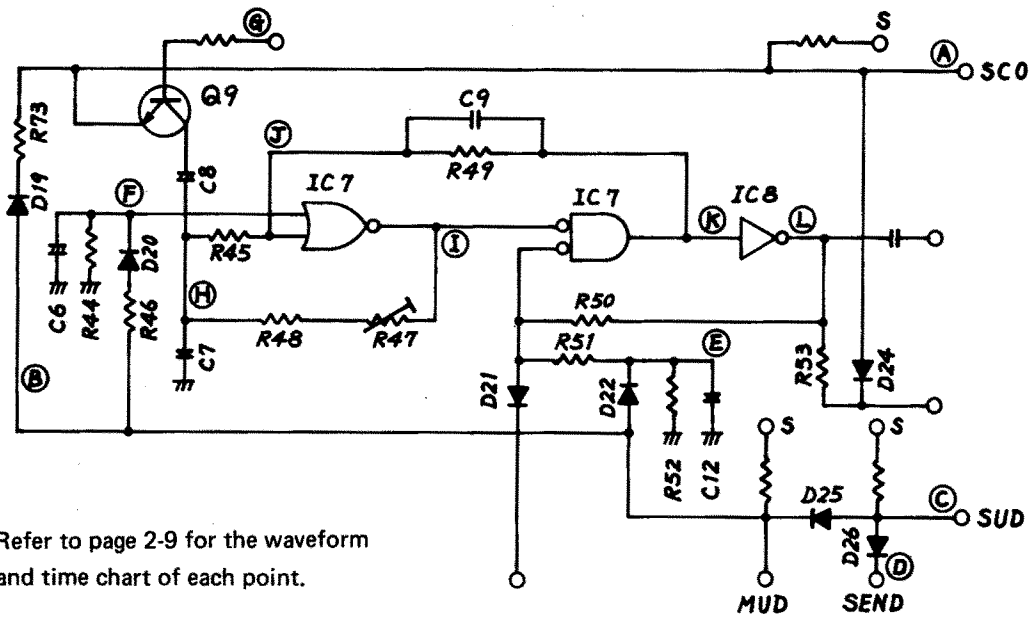 G
S
A
SCO
Q9
C9
R73
J
R49
C8
IC7
IC7
IC8
F
D19
K
L
R45
I
D20
H
R50
C6
R44
R46
R48
R47
R51
E
C7
R53
D24
B
D21
D22
S
S
R52
C12
D25
C
SUD
D26
D
MUD
SEND
Refer to page 2-9 for the waveform
and time chart of each point.